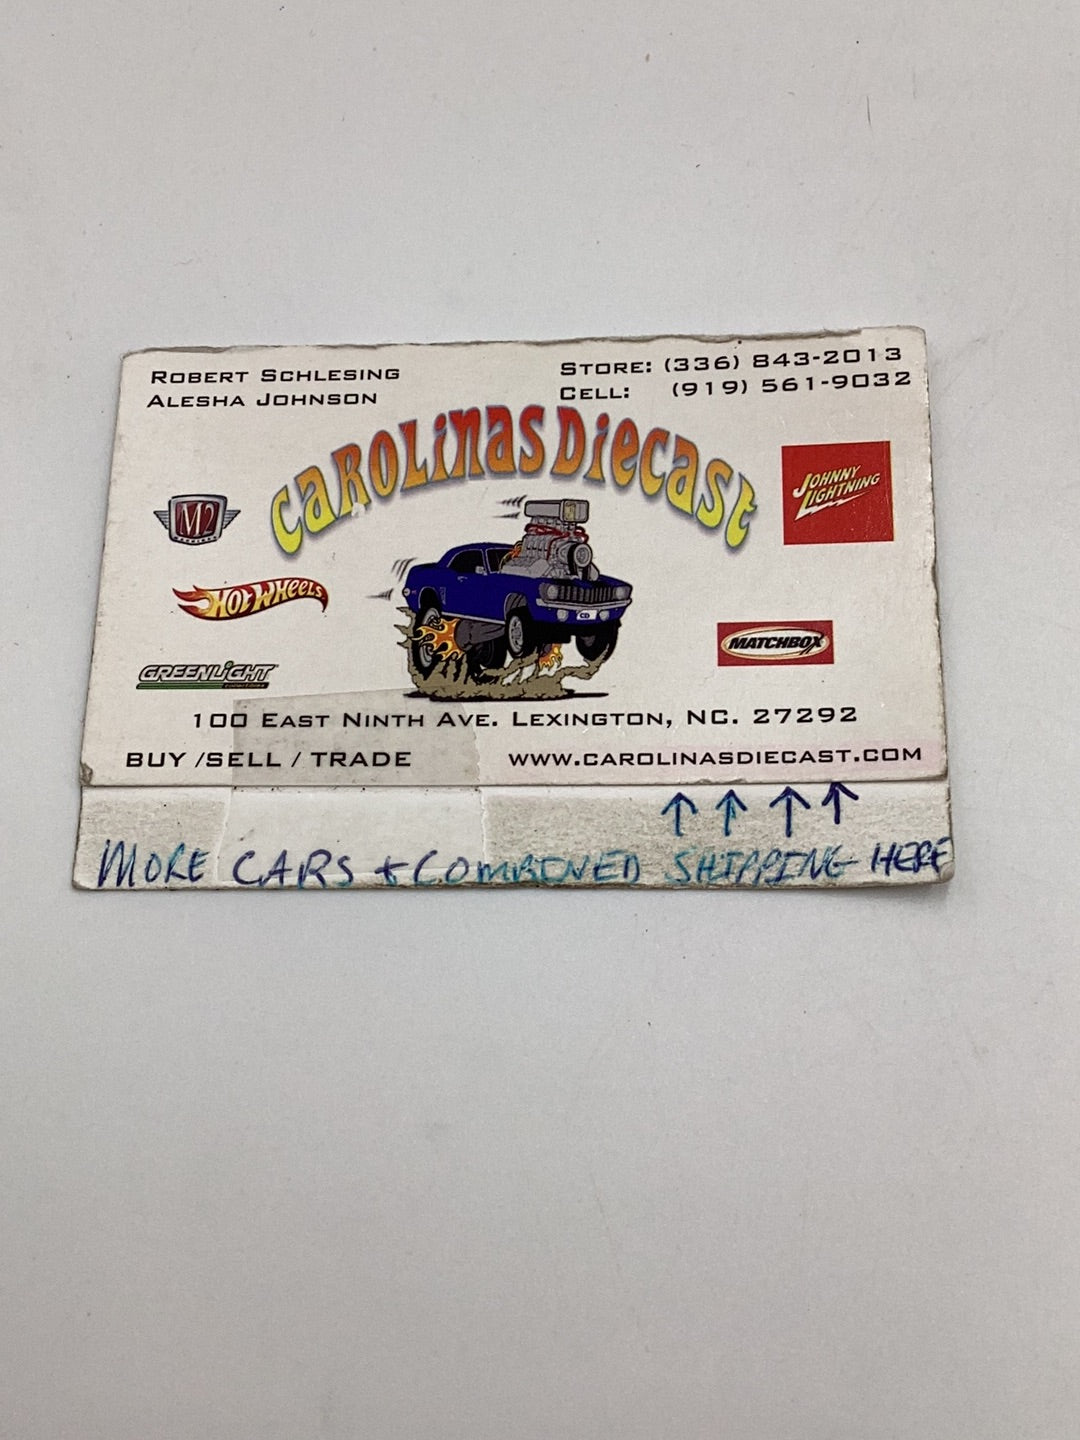 ROBERT SCHLESING
ALESHA JOHNSON
STORE: (336) 843-2013
CELL: (919) 561-9032
CAROLINAS DIECAST
M2
JOHNNY
LIGHTNING
HOT WHEELS
MATCHBOX
GREENLIGHT
CD
100 EAST NINTH AVE. LEXINGTON, NC. 27292
BUY /SELL / TRADE
WWW.CAROLINASDIECAST.COM
MORE CARS + COMBINED SHIPPING HERE